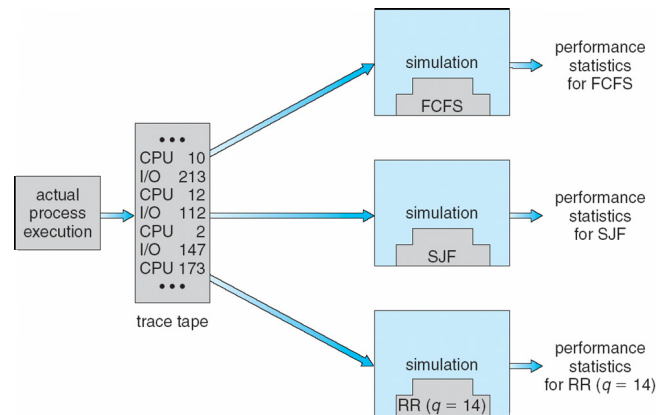 actual
process
execution
•••
CPU 10
I/O 213
CPU 12
I/O 112
CPU 2
I/O 147
CPU 173
•••
trace tape
simulation
FCFS
performance
statistics
for FCFS
simulation
SJF
performance
statistics
for SJF
simulation
RR (q = 14)
performance
statistics
for RR (q = 14)